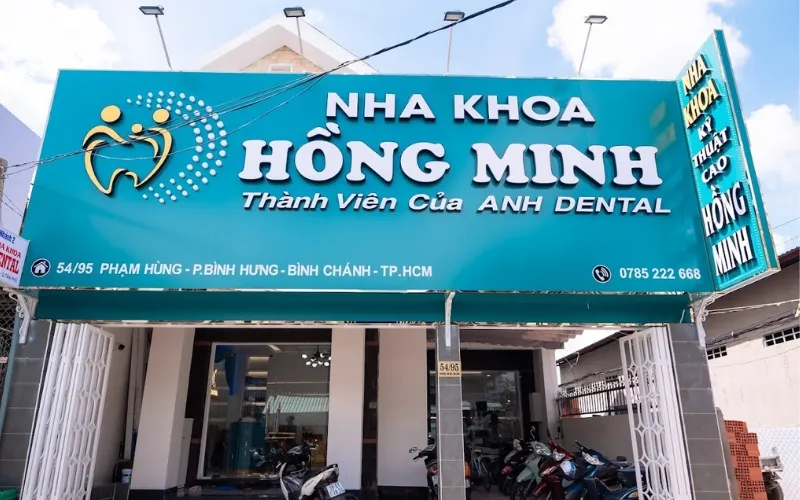 NHA KHOA
HỒNG MINH
Thành Viên Của ANH DENTAL
54/95 PHẠM HÙNG - P.BÌNH HƯNG - BÌNH CHÁNH - TP.HCM
0785 222 668
NHA KHOA KỸ THUẬT CAO
HỒNG MINH
54/95